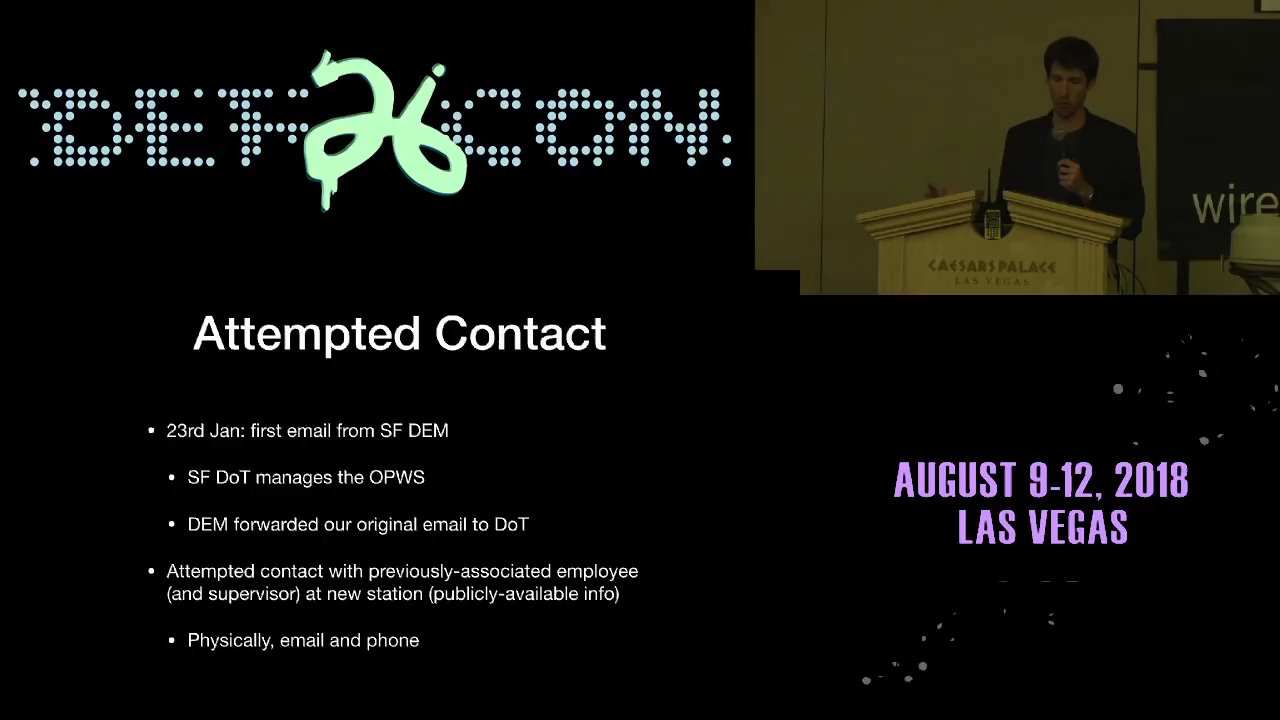 DEF 26 CON
wire
CAESARS PALACE
LAS VEGAS
Attempted Contact
• 23rd Jan: first email from SF DEM
• SF DoT manages the OPWS
• DEM forwarded our original email to DoT
• Attempted contact with previously-associated employee
(and supervisor) at new station (publicly-available info)
• Physically, email and phone
AUGUST 9-12, 2018
LAS VEGAS